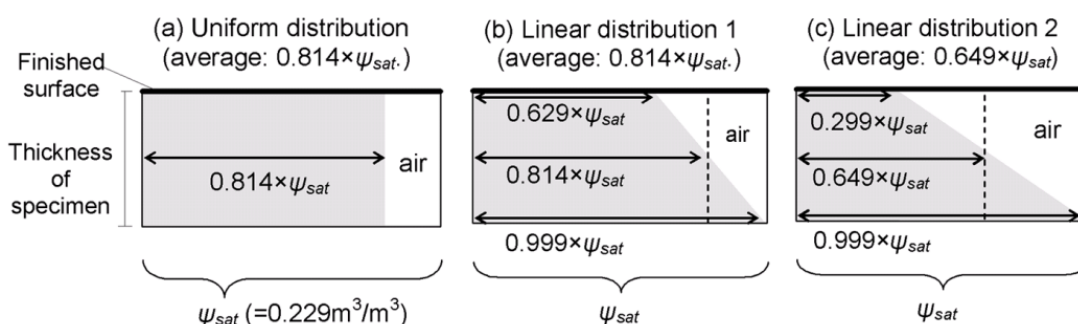 (a) Uniform distribution
(average: 0.814×ψsat.)
Finished
surface
Thickness
of
specimen
air
0.814×ψsat
ψsat (=0.229m³/m³)
(b) Linear distribution 1
(average: 0.814×ψsat.)
0.629×ψsat
air
0.814×ψsat
0.999×ψsat
ψsat
(c) Linear distribution 2
(average: 0.649×ψsat)
0.299×ψsat
air
0.649×ψsat
0.999×ψsat
ψsat